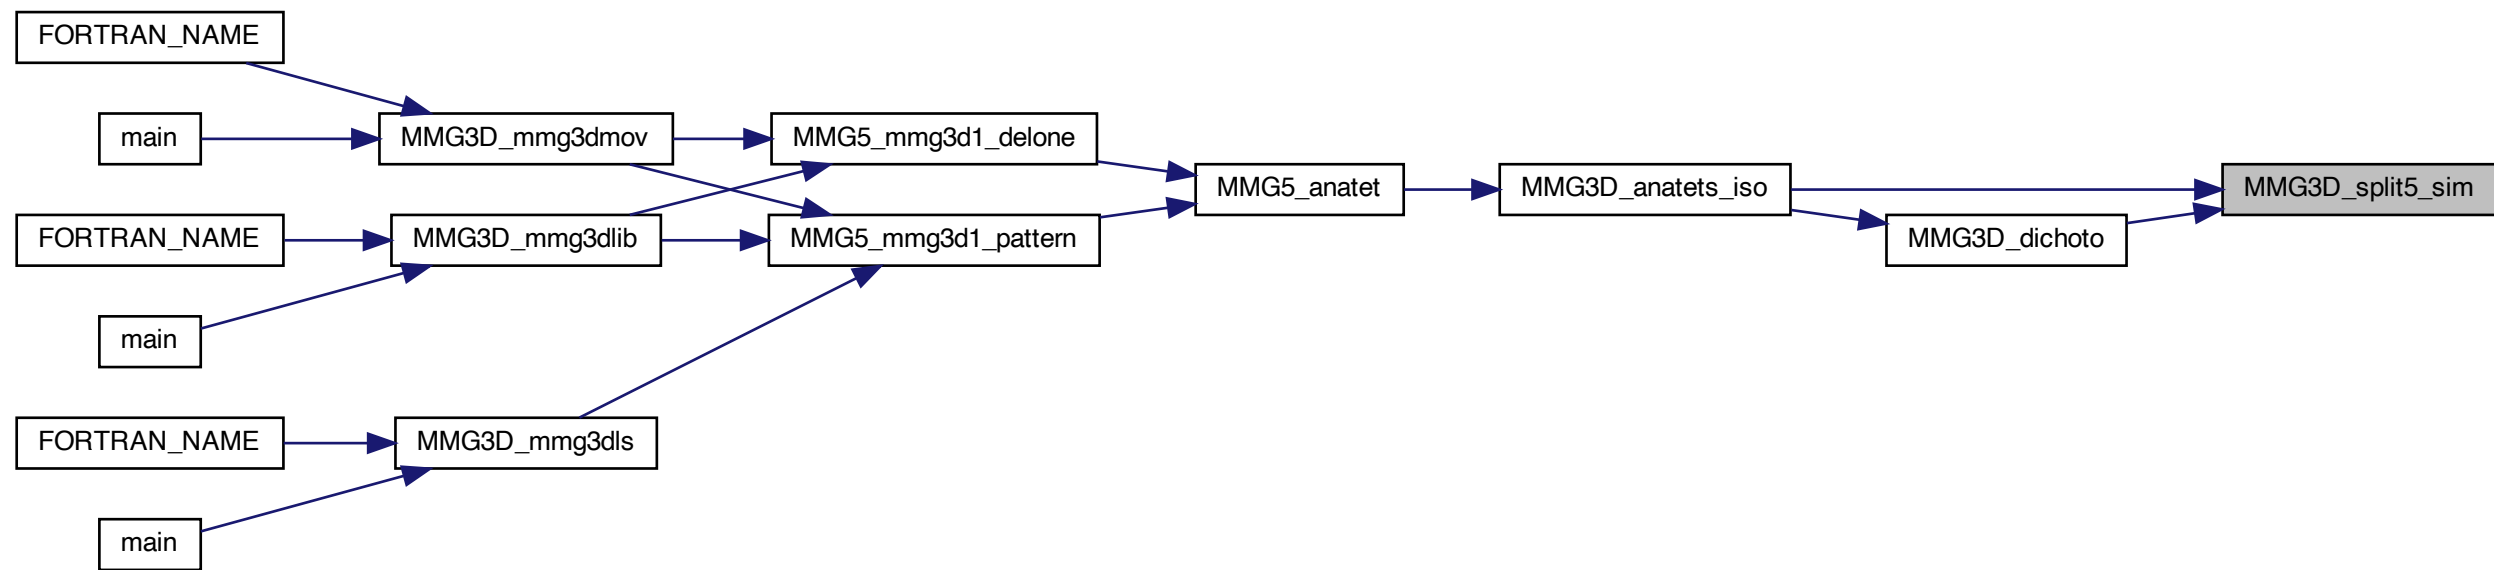 FORTRAN_NAME
main
MMG3D_mmg3dmov
MMG5_mmg3d1_delone
MMG5_anatet
MMG3D_anatets_iso
MMG3D_split5_sim
FORTRAN_NAME
MMG3D_mmg3dlib
MMG5_mmg3d1_pattern
MMG3D_dichoto
main
FORTRAN_NAME
MMG3D_mmg3dls
main